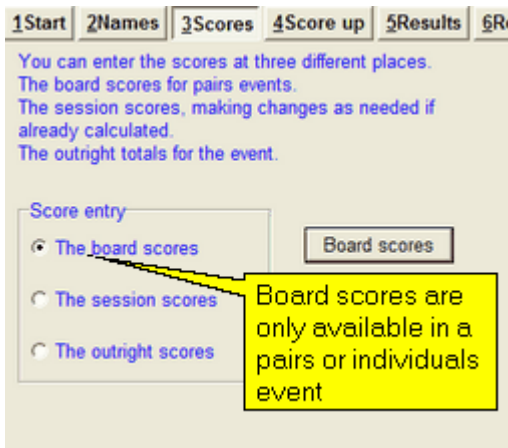 1Start 2Names 3Scores 4Score up 5Results 6R
You can enter the scores at three different places.
The board scores for pairs events.
The session scores, making changes as needed if
already calculated.
The outright totals for the event.
Score entry
The board scores
Board scores
The session scores
The outright scores
Board scores are
only available in a
pairs or individuals
event